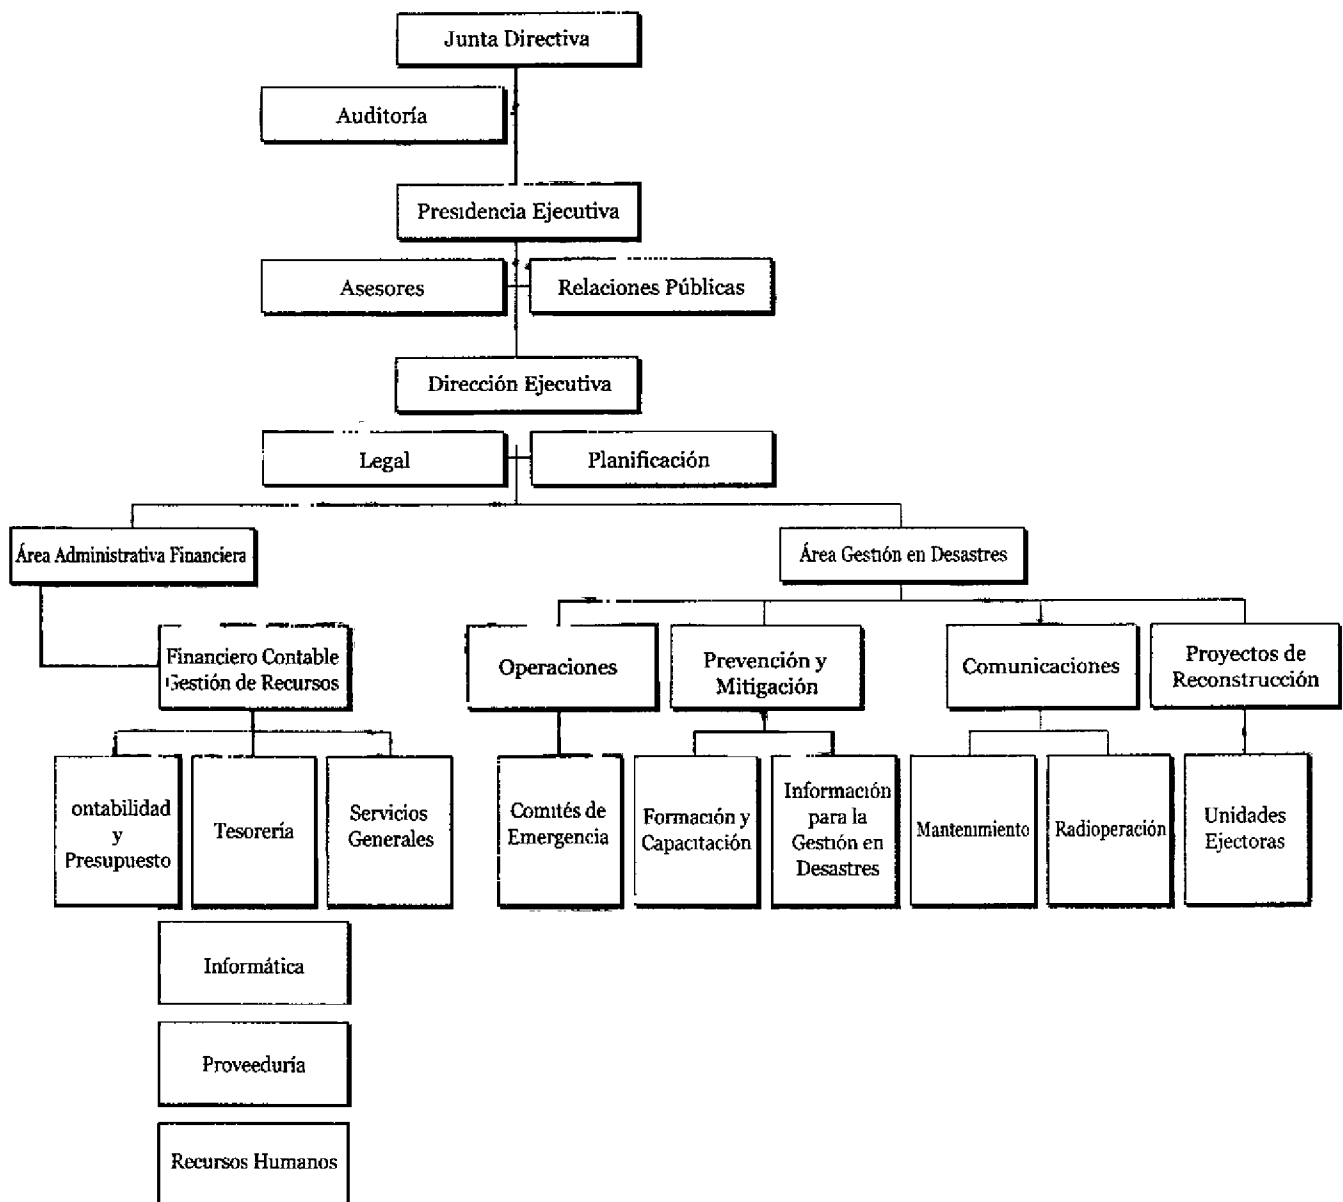 Junta Directiva
Auditoría
Presidencia Ejecutiva
Asesores
Relaciones Públicas
Dirección Ejecutiva
Legal
Planificación
Área Administrativa Financiera
Área Gestión en Desastres
Financiero Contable
Gestión de Recursos
Operaciones
Prevención y
Mitigación
Comunicaciones
Proyectos de
Reconstrucción
ontabilidad
y
Presupuesto
Tesorería
Servicios
Generales
Comités de
Emergencia
Formación y
Capacitación
Información
para la
Gestión en
Desastres
Mantenimiento
Radioperación
Unidades
Ejectoras
Informática
Proveeduría
Recursos Humanos